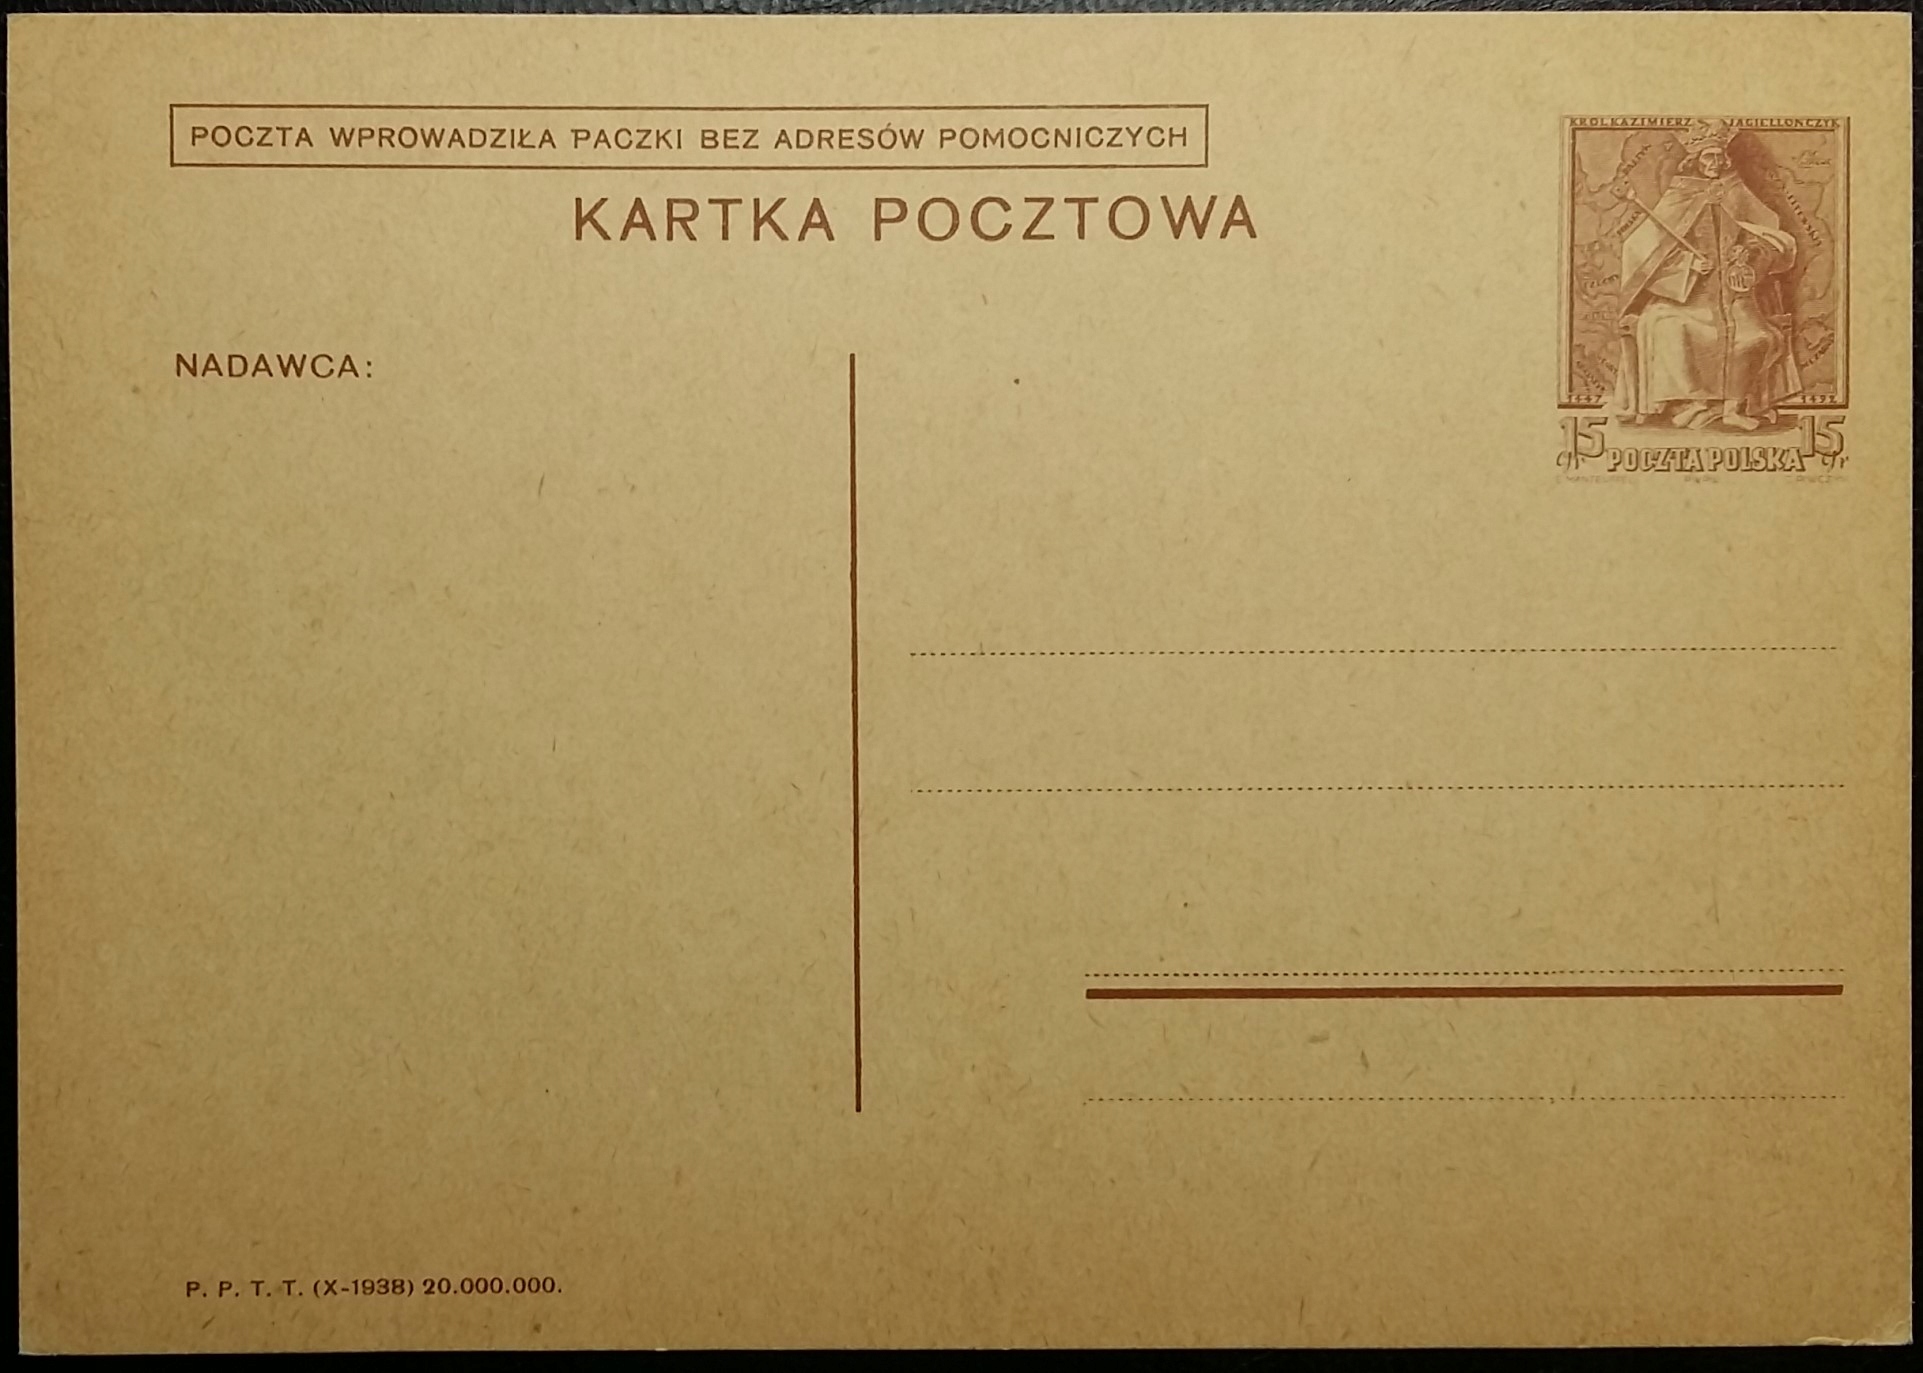 POCZTA WPROWADZIŁA PACZKI BEZ ADRESÓW POMOCNICZYCH
KARTKA POCZTOWA
KRÓL KAZIMIERZ JAGIELLOŃCZYK
1447 1492
15 gr POCZTA POLSKA 15 gr
NADAWCA:
P. P. T. T. (X-1938) 20.000.000.